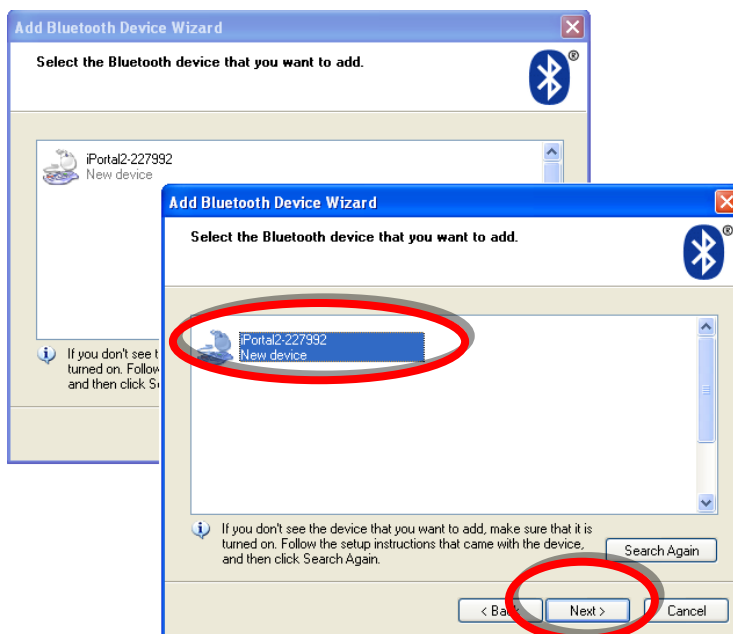 Add Bluetooth Device Wizard
Select the Bluetooth device that you want to add.
®
iPortal2-227992
New device
If you don't see t
turned on. Follow
and then click S
Add Bluetooth Device Wizard
Select the Bluetooth device that you want to add.
®
iPortal2-227992
New device
If you don't see the device that you want to add, make sure that it is
turned on. Follow the setup instructions that came with the device,
and then click Search Again.
Search Again
< Back
Next >
Cancel